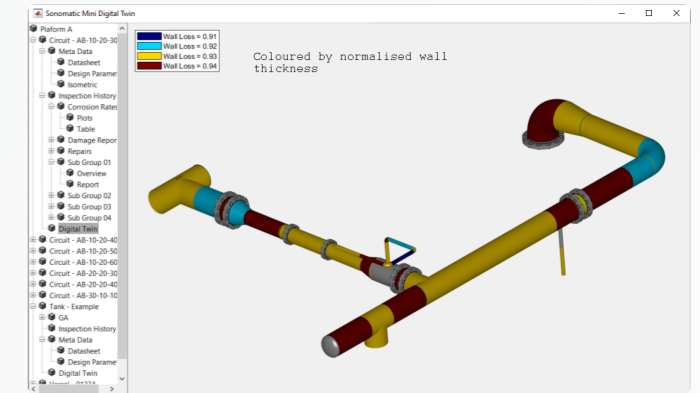 Sonomatic Mini Digital Twin
Plaform A
Circuit - AB-10-20-30
Meta Data
Datasheet
Design Paramet
Isometric
Inspection History
Corrosion Rates
Plots
Table
Damage Repor
Repairs
Sub Group 01
Overview
Report
Sub Group 02
Sub Group 03
Sub Group 04
Digital Twin
Circuit - AB-10-20-40
Circuit - AB-10-20-50
Circuit - AB-10-20-60
Circuit - AB-20-20-30
Circuit - AB-20-20-40
Circuit - AB-30-10-10
Tank - Example
GA
Inspection History
Meta Data
Datasheet
Design Paramet
Digital Twin
Wall Loss = 0.91
Wall Loss = 0.92
Wall Loss = 0.93
Wall Loss = 0.94
Coloured by normalised wall
thickness